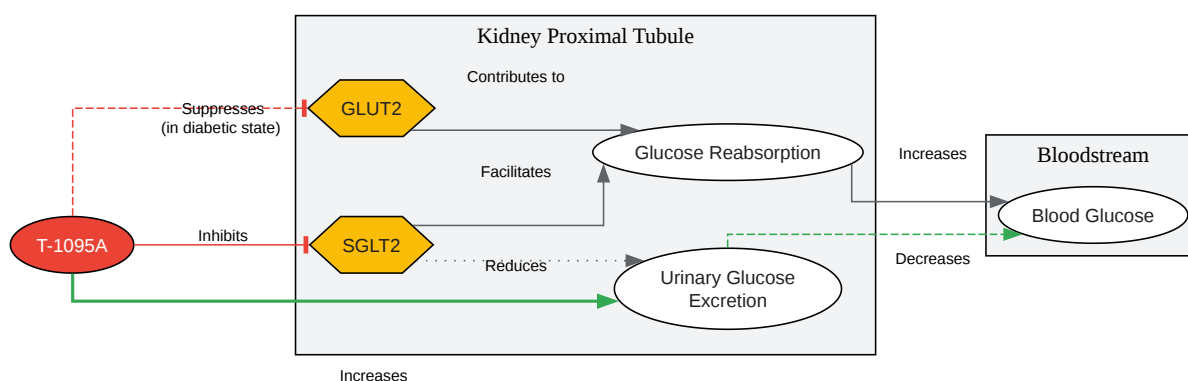 Kidney Proximal Tubule
Contributes to
GLUT2
Suppresses
(in diabetic state)
Glucose Reabsorption
Increases
Bloodstream
Facilitates
Blood Glucose
T-1095A
Inhibits
SGLT2
Reduces
Decreases
Urinary Glucose
Excretion
Increases